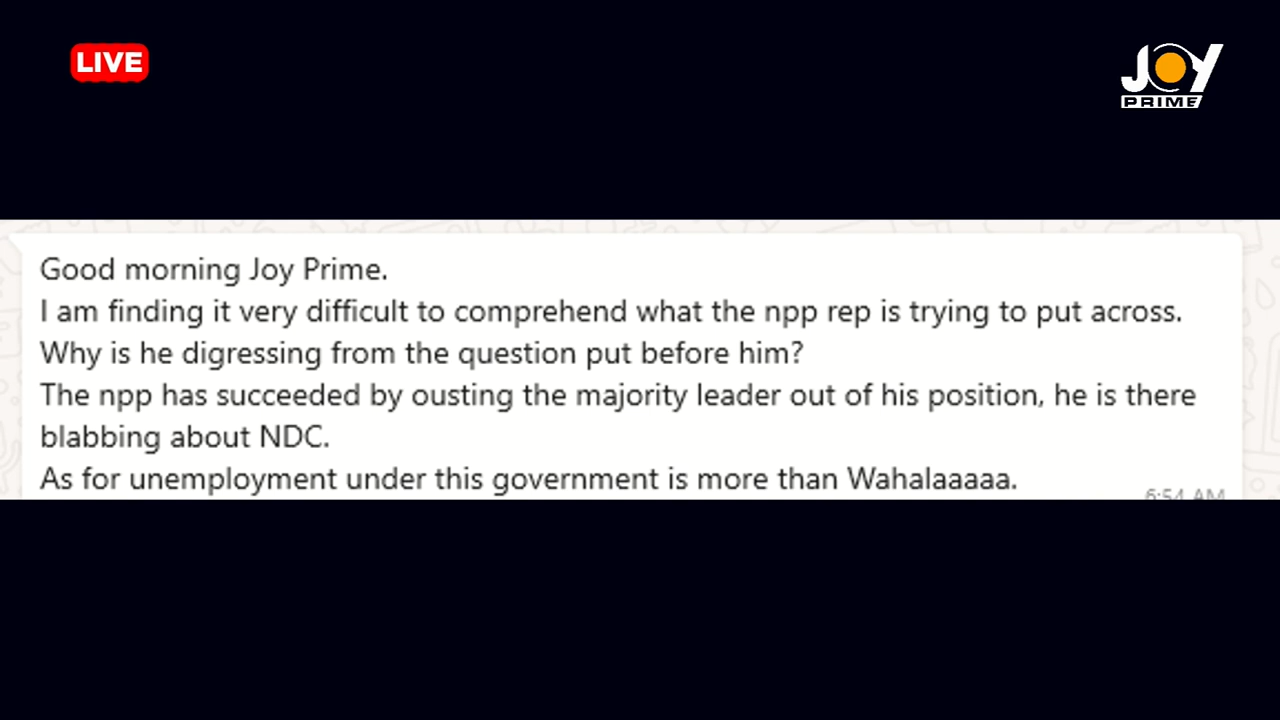 LIVE
JOY
PRIME
Good morning Joy Prime.
I am finding it very difficult to comprehend what the npp rep is trying to put across.
Why is he digressing from the question put before him?
The npp has succeeded by ousting the majority leader out of his position, he is there
blabbing about NDC.
As for unemployment under this government is more than Wahalaaaaa.
6:54 AM